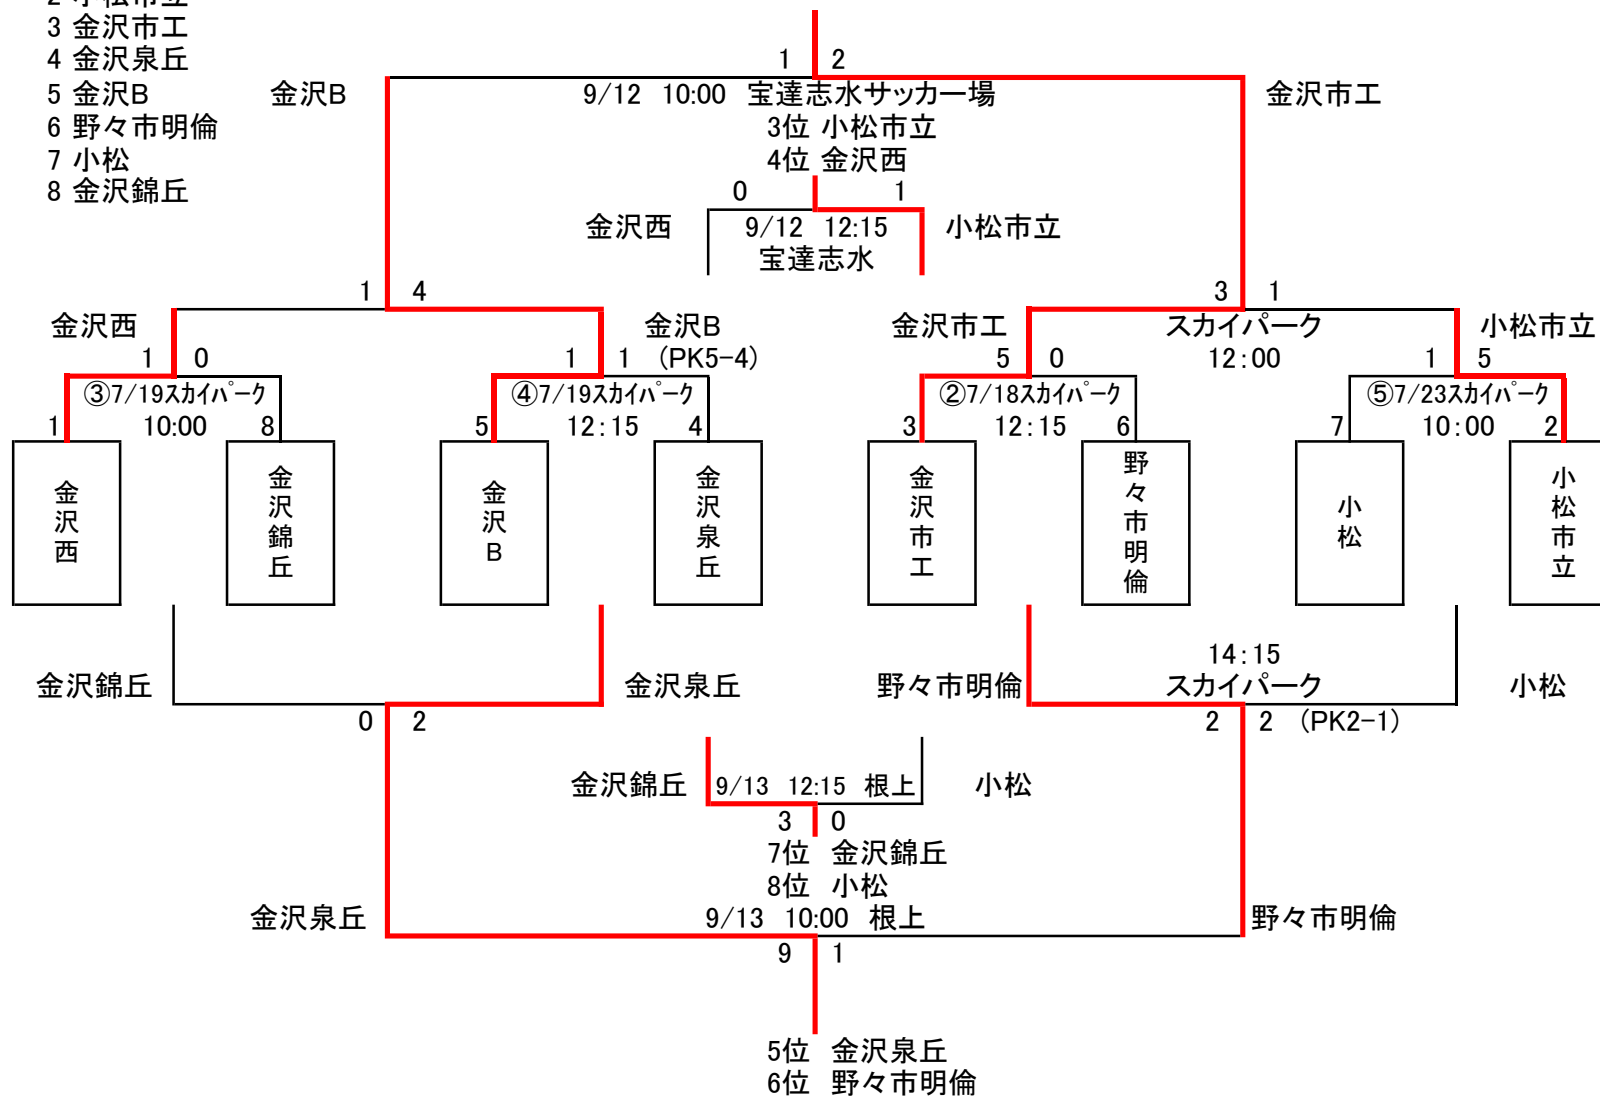 2 小松市立
3 金沢市工
4 金沢泉丘
5 金沢B
6 野々市明倫
7 小松
8 金沢錦丘
1 2
金沢B 9/12 10:00 宝達志水サッカー場 金沢市工
3位 小松市立
4位 金沢西
0 1
金沢西 9/12 12:15 小松市立
宝達志水
1 4 3 1
金沢西 金沢B 金沢市工 スカイパーク 小松市立
1 0 1 1 (PK5-4) 5 0 12:00 1 5
③7/19スカイパーク ④7/19スカイパーク ②7/18スカイパーク ⑤7/23スカイパーク
1 10:00 8 5 12:15 4 3 12:15 6 7 10:00 2
金沢西
金沢錦丘
金沢B
金沢泉丘
金沢市工
野々市明倫
小松
小松市立
14:15
金沢錦丘 金沢泉丘 野々市明倫 スカイパーク 小松
0 2 2 2 (PK2-1)
金沢錦丘 9/13 12:15 根上 小松
3 0
7位 金沢錦丘
8位 小松
金沢泉丘 9/13 10:00 根上 野々市明倫
9 1
5位 金沢泉丘
6位 野々市明倫